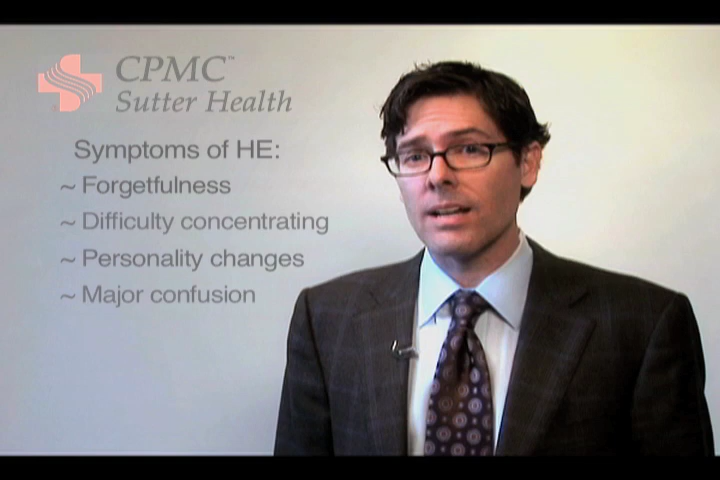 CPMC™
Sutter Health
Symptoms of HE:
~ Forgetfulness
~ Difficulty concentrating
~ Personality changes
~ Major confusion